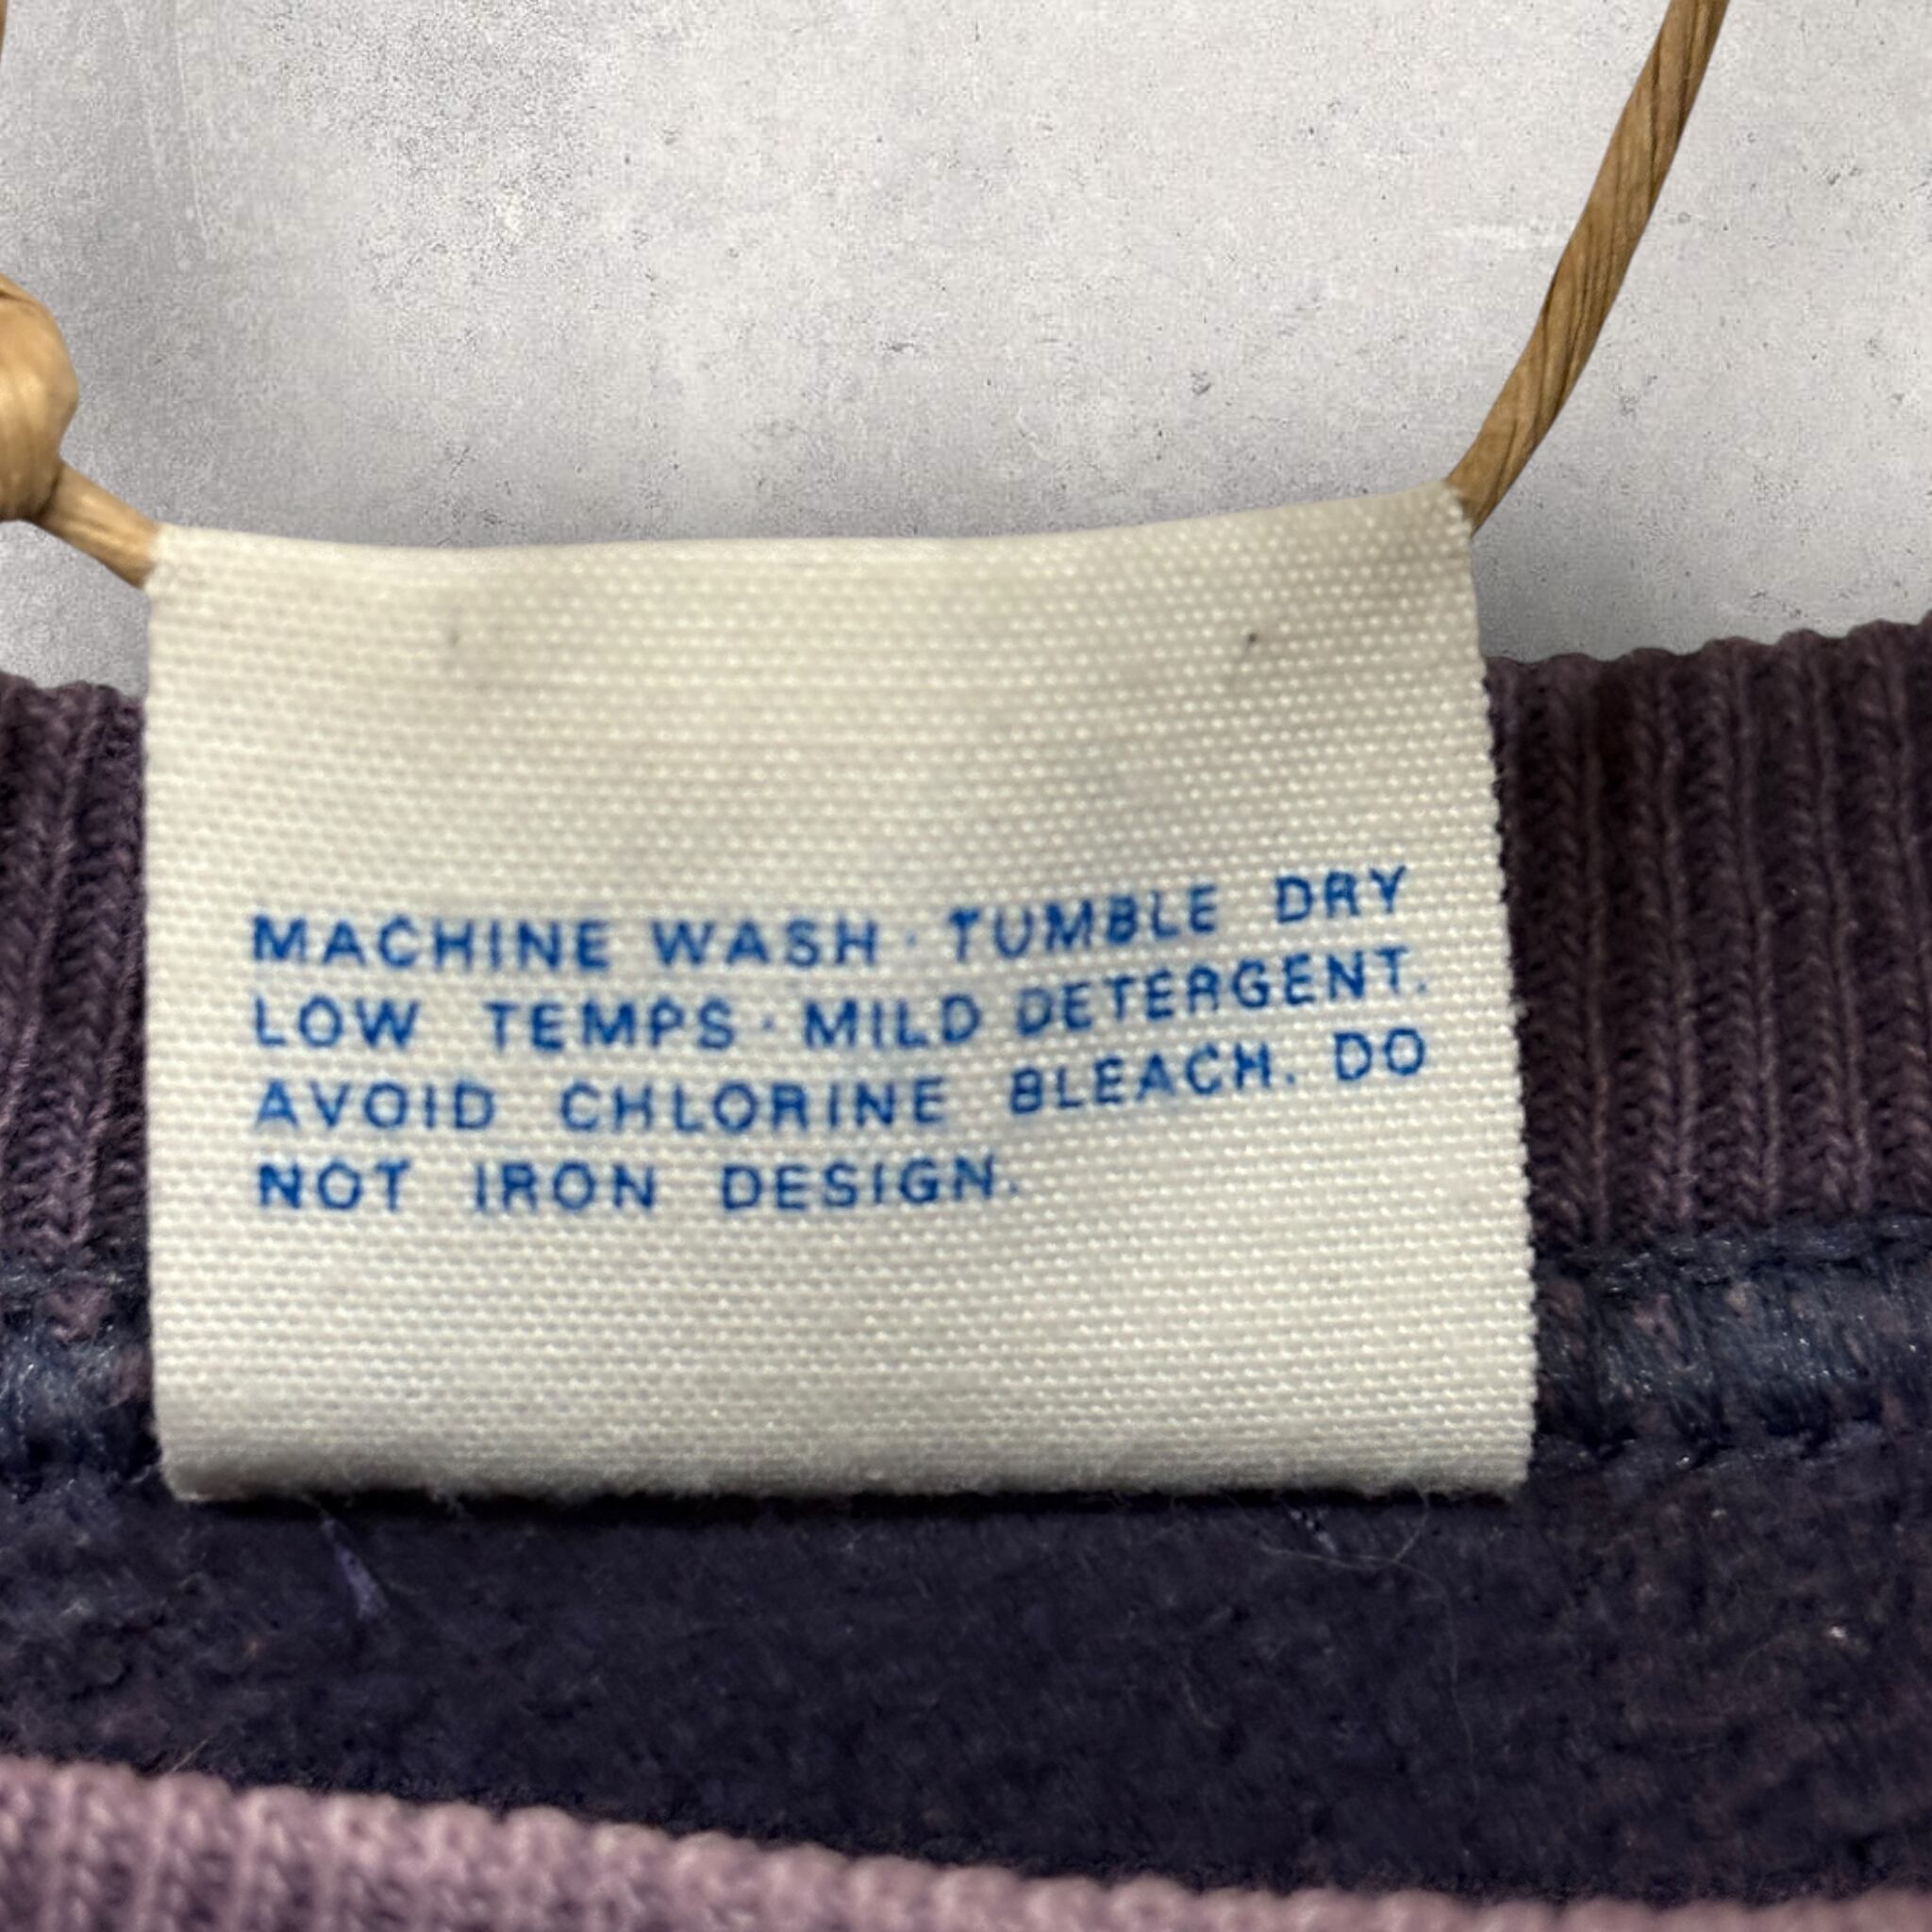 MACHINE WASH · TUMBLE DRY
LOW TEMPS · MILD DETERGENT.
AVOID CHLORINE BLEACH. DO
NOT IRON DESIGN.